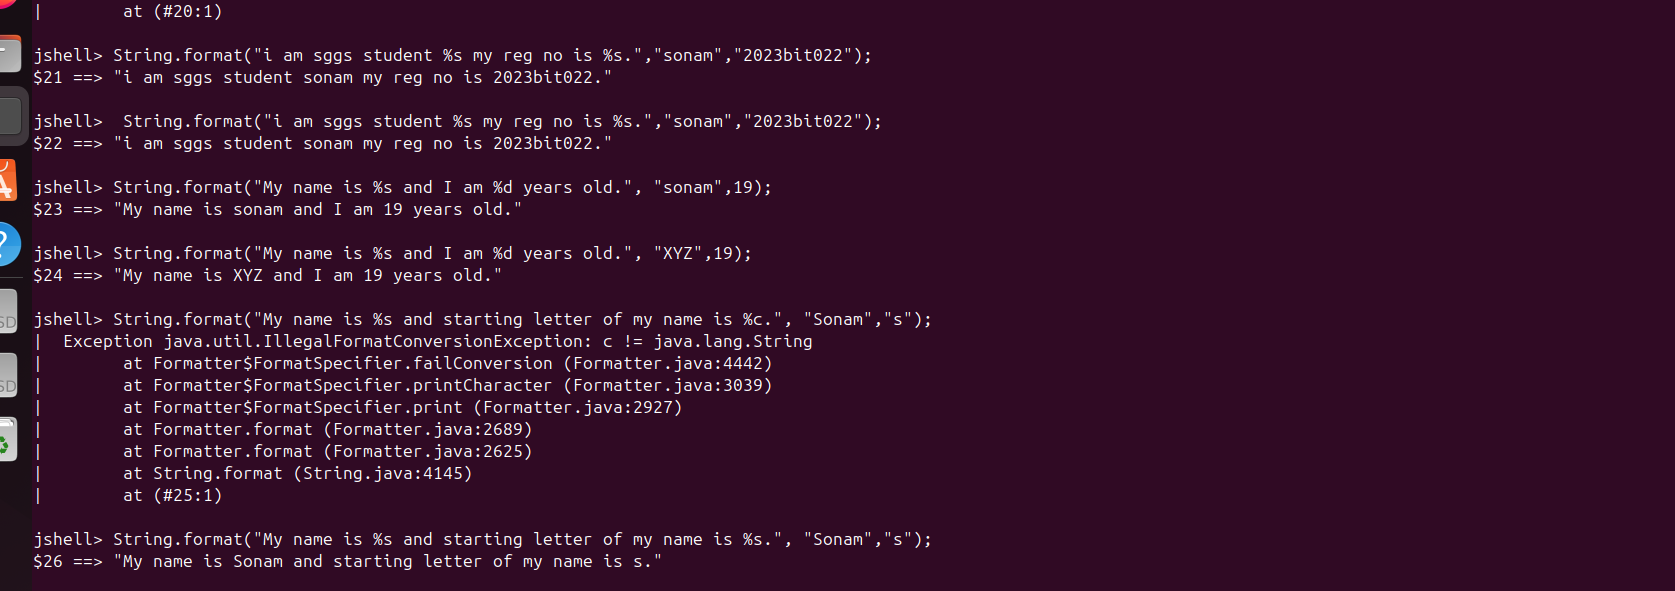 |        at (#20:1)
jshell> String.format("i am sggs student %s my reg no is %s.","sonam","2023bit022");
$21 ==> "i am sggs student sonam my reg no is 2023bit022."
jshell>  String.format("i am sggs student %s my reg no is %s.","sonam","2023bit022");
$22 ==> "i am sggs student sonam my reg no is 2023bit022."
jshell> String.format("My name is %s and I am %d years old.", "sonam",19);
$23 ==> "My name is sonam and I am 19 years old."
jshell> String.format("My name is %s and I am %d years old.", "XYZ",19);
$24 ==> "My name is XYZ and I am 19 years old."
jshell> String.format("My name is %s and starting letter of my name is %c.", "Sonam","s");
|  Exception java.util.IllegalFormatConversionException: c != java.lang.String
|        at Formatter$FormatSpecifier.failConversion (Formatter.java:4442)
|        at Formatter$FormatSpecifier.printCharacter (Formatter.java:3039)
|        at Formatter$FormatSpecifier.print (Formatter.java:2927)
|        at Formatter.format (Formatter.java:2689)
|        at Formatter.format (Formatter.java:2625)
|        at String.format (String.java:4145)
|        at (#25:1)
jshell> String.format("My name is %s and starting letter of my name is %s.", "Sonam","s");
$26 ==> "My name is Sonam and starting letter of my name is s."